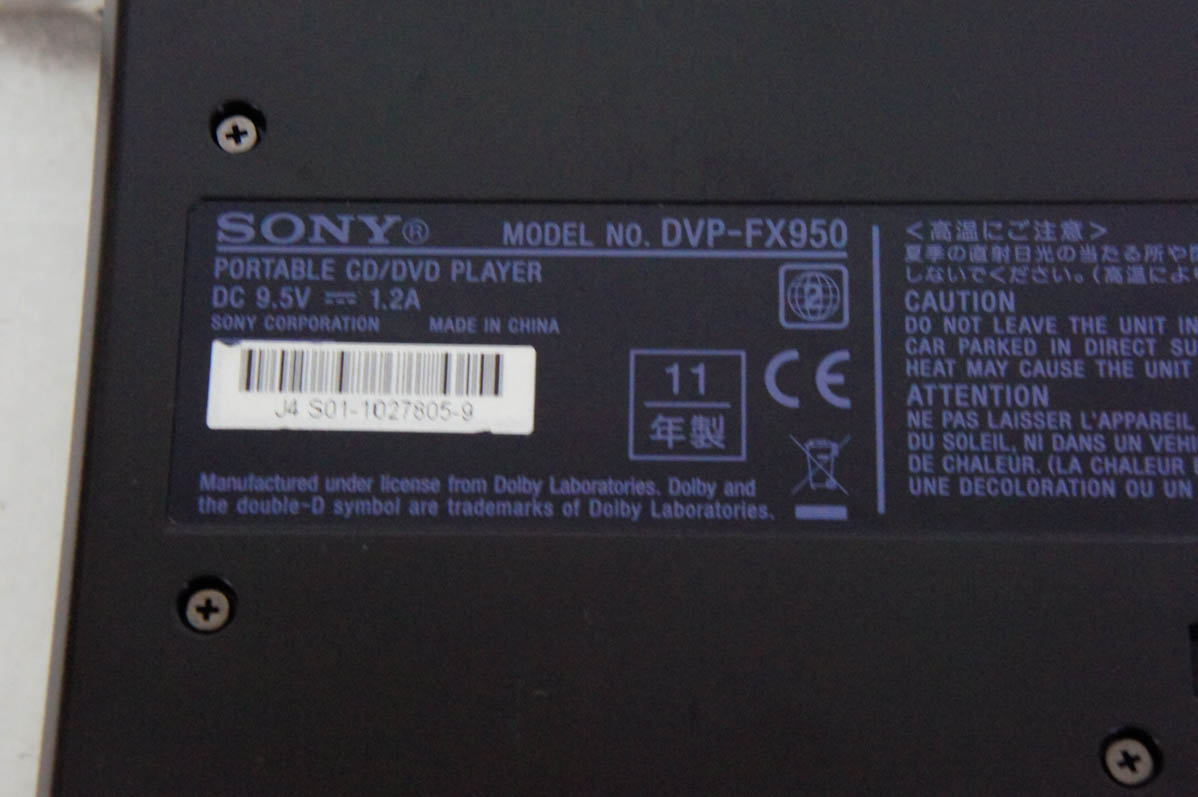 SONY® MODEL NO. DVP-FX950
PORTABLE CD/DVD PLAYER
DC 9.5V ⎓ 1.2A
SONY CORPORATION MADE IN CHINA
J4 S01-1027805-9
2
11
年製
CE
Manufactured under license from Dolby Laboratories. Dolby and
the double-D symbol are trademarks of Dolby Laboratories.
＜高温にご注意＞
夏季の直射日光の当たる所や
しないでください。(高温によ
CAUTION
DO NOT LEAVE THE UNIT IN
CAR PARKED IN DIRECT SU
HEAT MAY CAUSE THE UNIT
ATTENTION
NE PAS LAISSER L'APPAREIL
DU SOLEIL, NI DANS UN VEHI
DE CHALEUR. (LA CHALEUR
UNE DECOLORATION OU UN